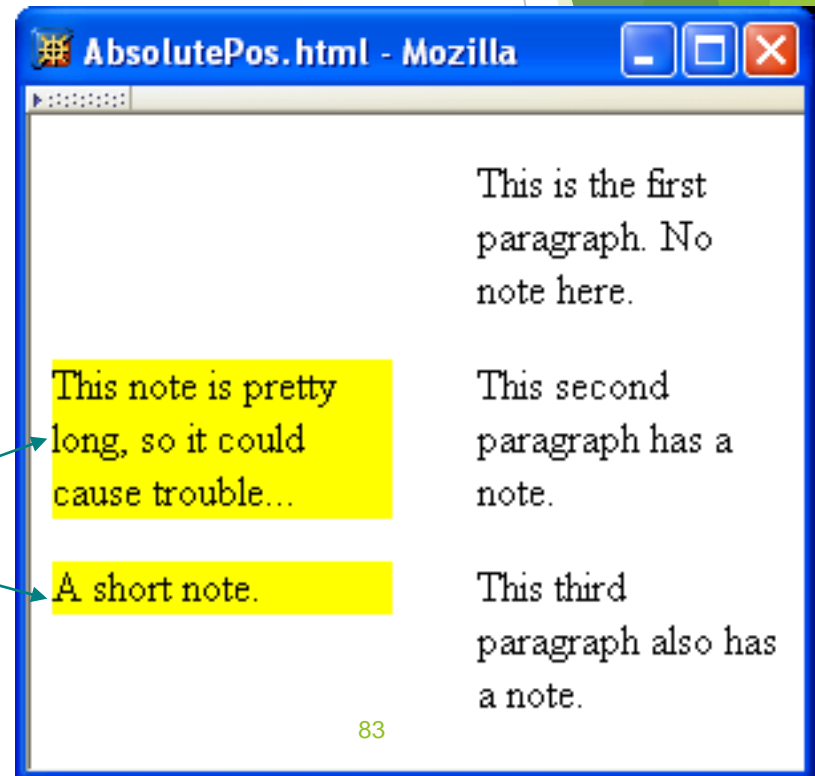 AbsolutePos.html - Mozilla
This is the first
paragraph. No
note here.
This note is pretty
long, so it could
cause trouble...
This second
paragraph has a
note.
A short note.
This third
paragraph also has
a note.
83